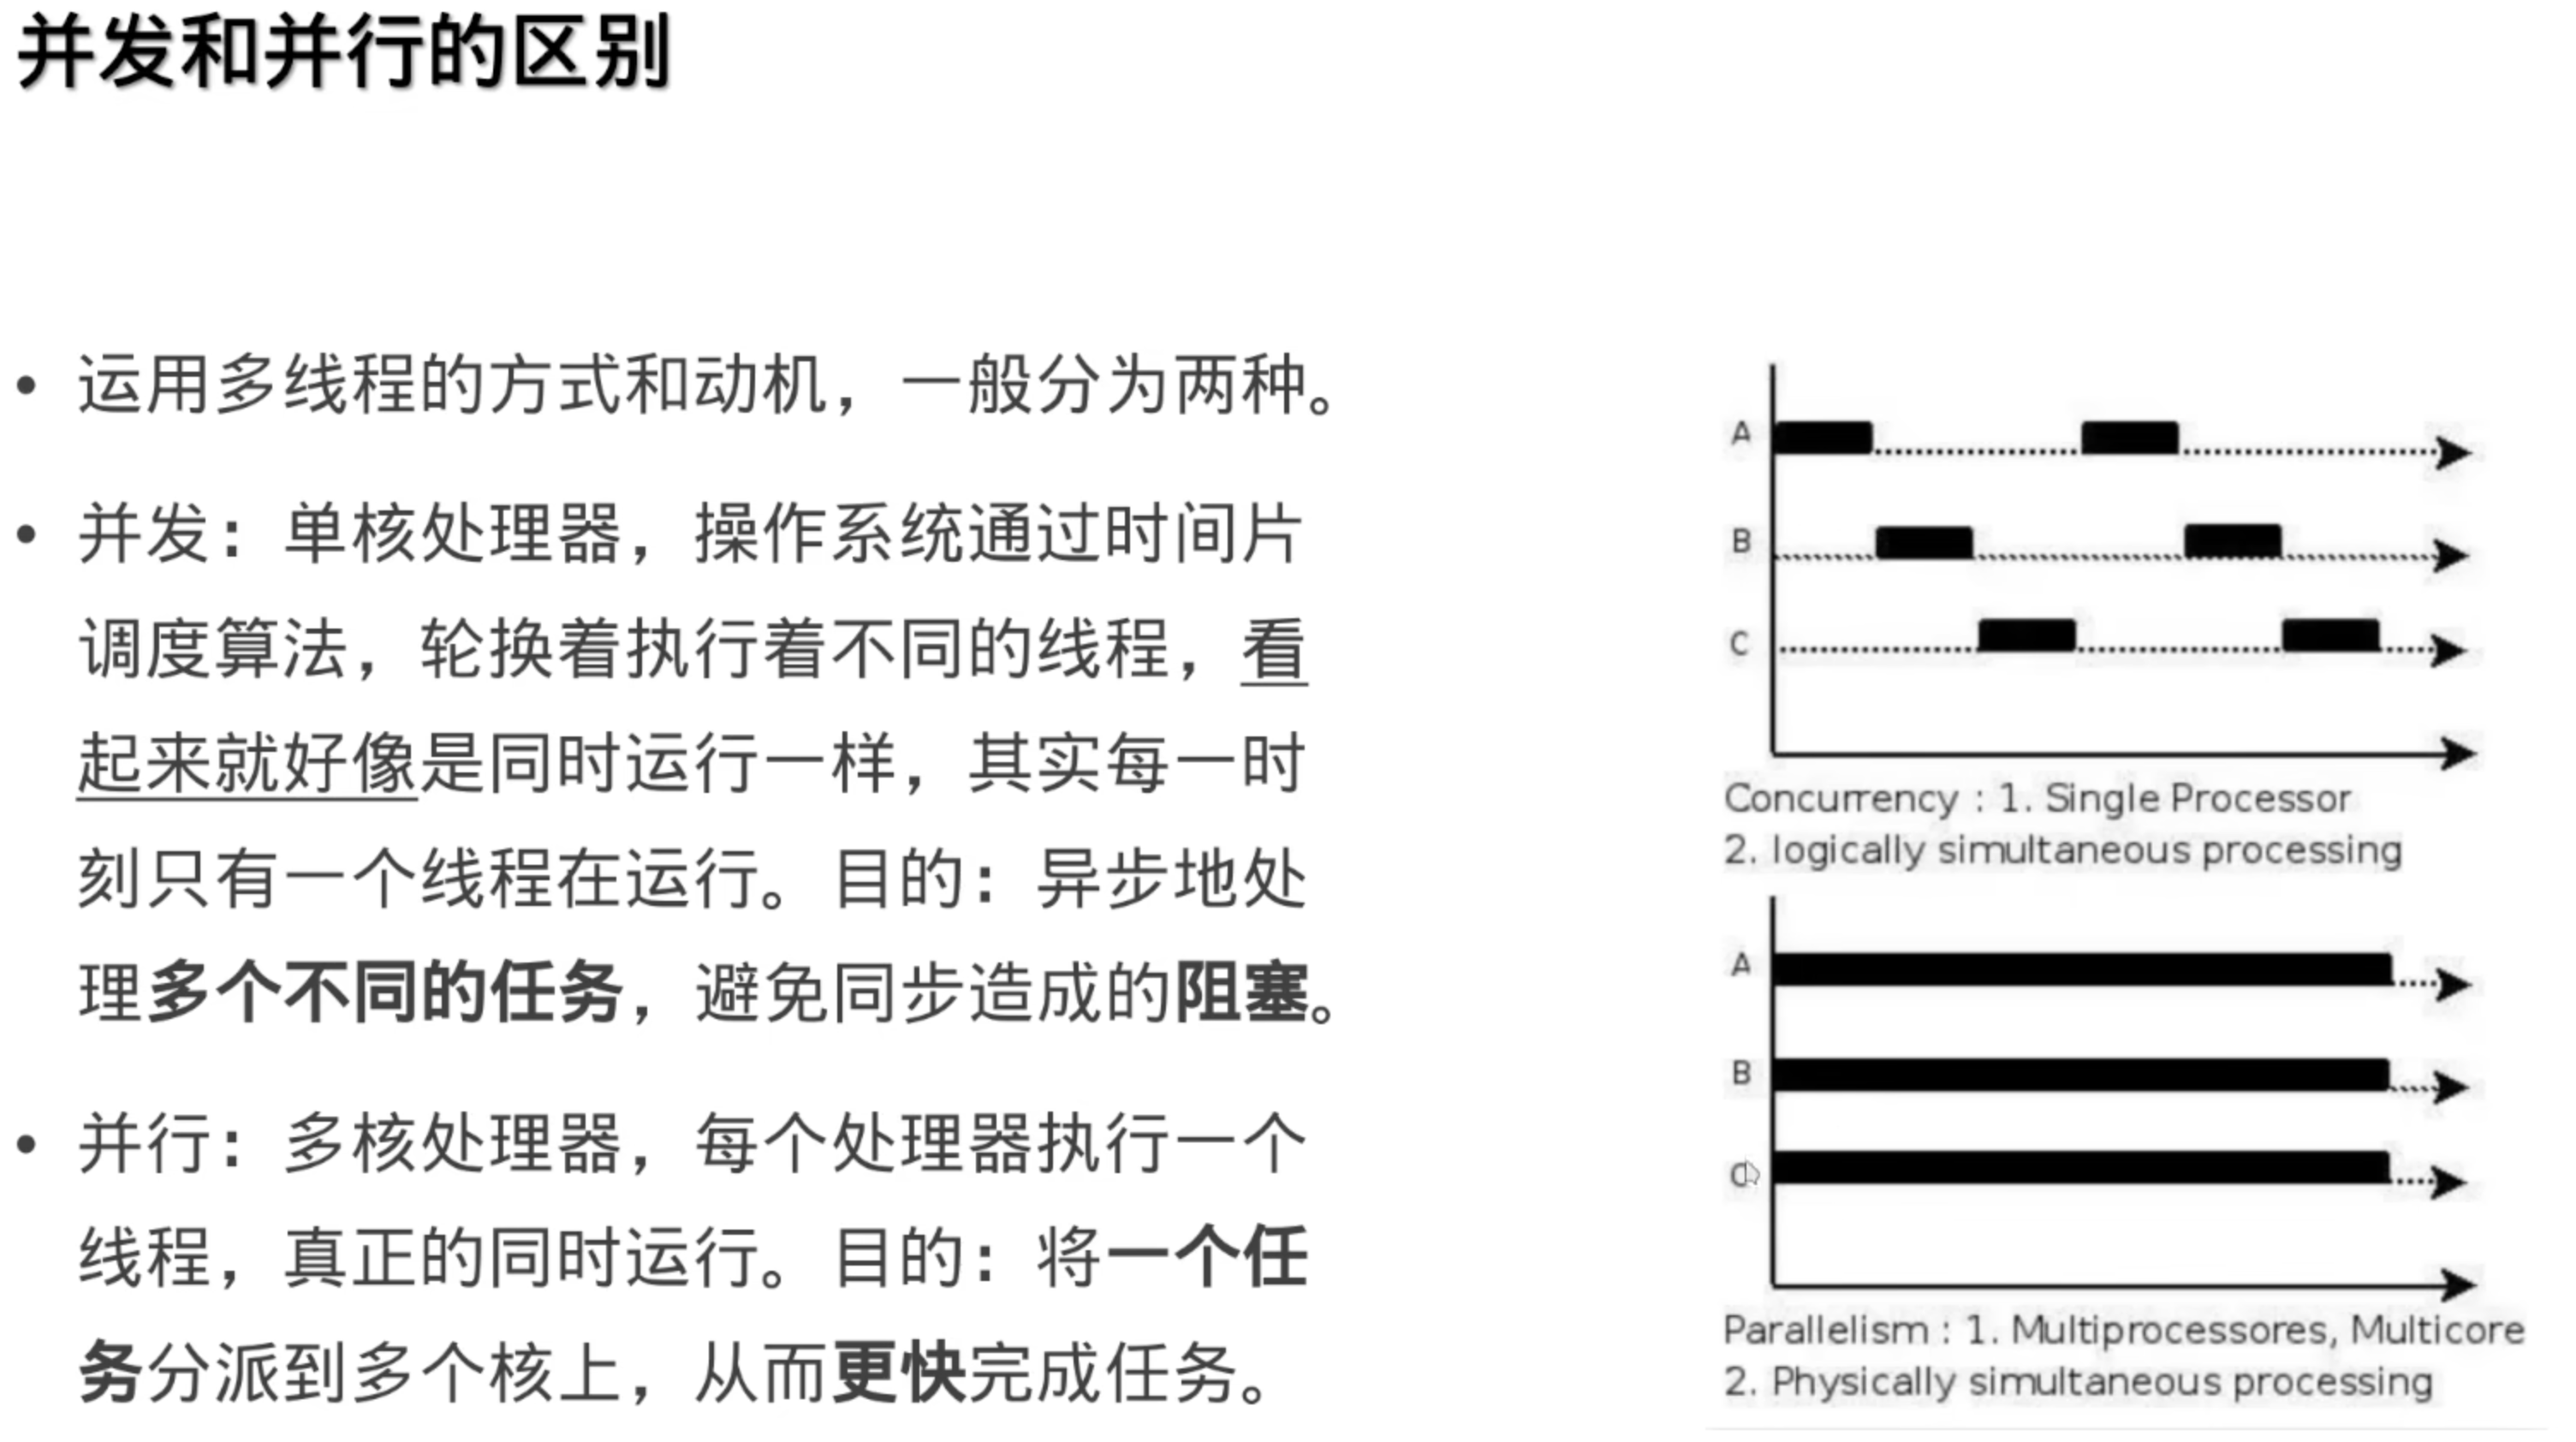 并发和并行的区别
• 运用多线程的方式和动机，一般分为两种。
• 并发：单核处理器，操作系统通过时间片
调度算法，轮换着执行着不同的线程，看
起来就好像是同时运行一样，其实每一时
刻只有一个线程在运行。目的：异步地处
理多个不同的任务，避免同步造成的阻塞。
• 并行：多核处理器，每个处理器执行一个
线程，真正的同时运行。目的：将一个任
务分派到多个核上，从而更快完成任务。
A
B
C
Concurrency : 1. Single Processor
2. logically simultaneous processing
A
B
C
Parallelism : 1. Multiprocessores, Multicore
2. Physically simultaneous processing